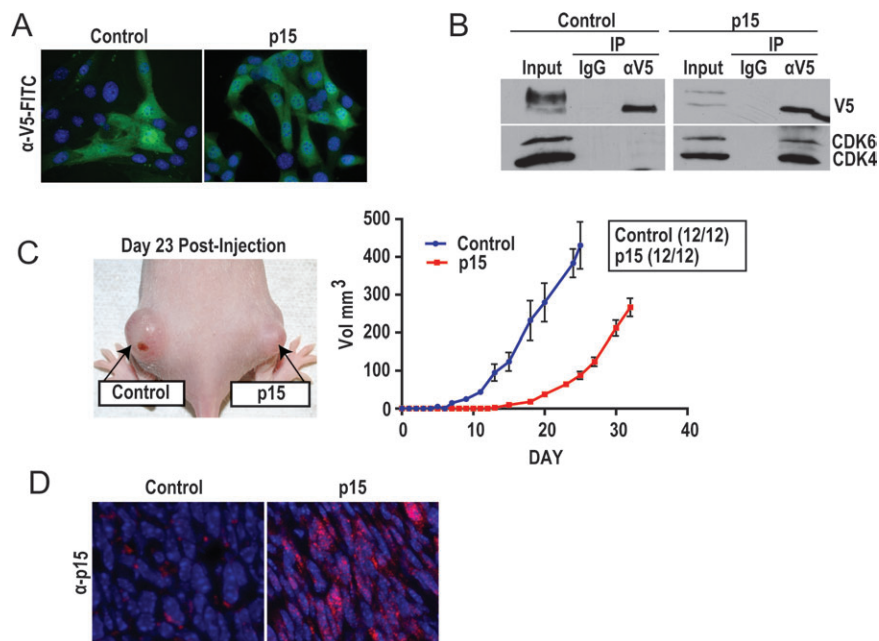 A
Control
p15
α-V5-FITC
B
Control
p15
IP
IP
Input
IgG
αV5
Input
IgG
αV5
V5
CDK6
CDK4
C
Day 23 Post-Injection
Control
p15
Vol mm³
500
400
300
200
100
0
0
10
20
30
40
DAY
Control
p15
Control (12/12)
p15 (12/12)
D
Control
p15
α-p15